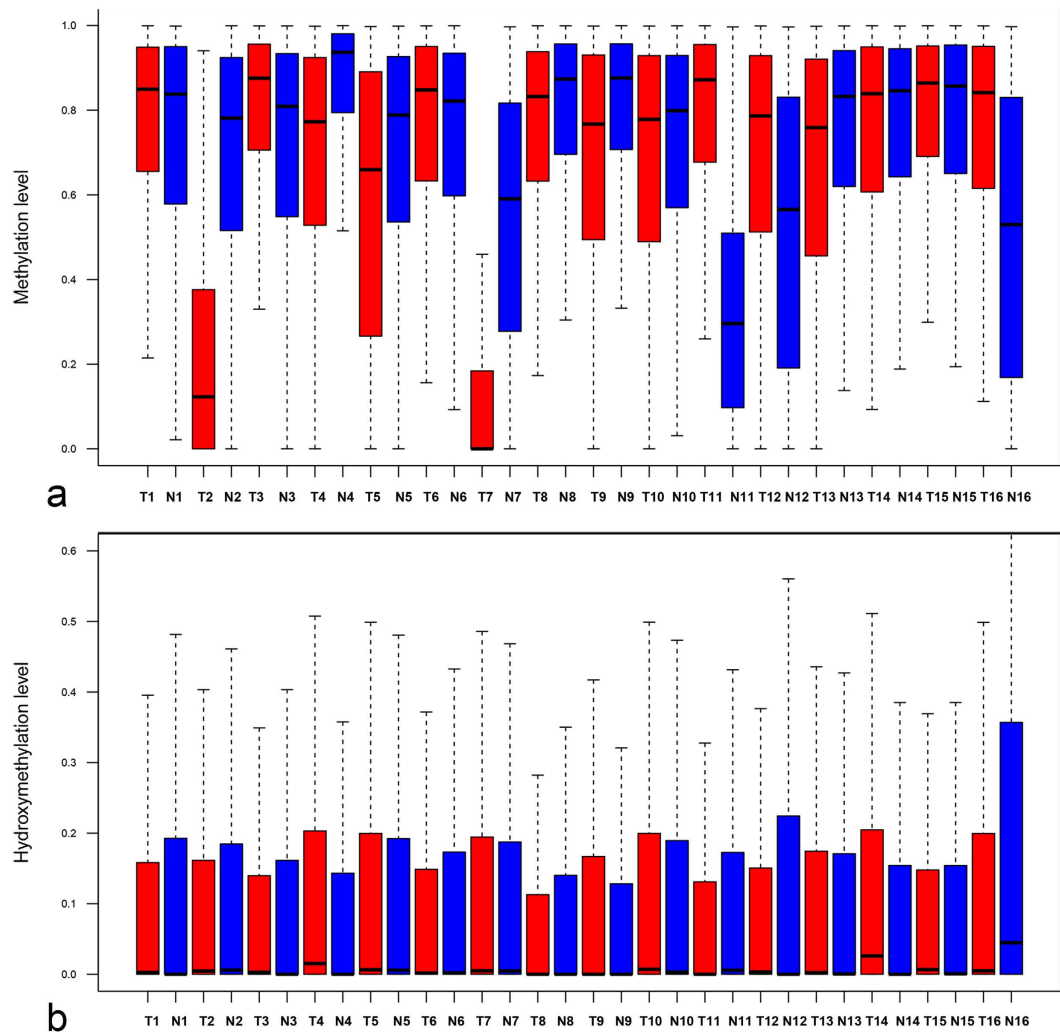 1.0
0.8
0.6
0.4
0.2
0.0
Methylation level
a
T1 N1 T2 N2 T3 N3 T4 N4 T5 N5 T6 N6 T7 N7 T8 N8 T9 N9 T10 N10 T11 N11 T12 N12 T13 N13 T14 N14 T15 N15 T16 N16
0.6
0.5
0.4
0.3
0.2
0.1
0.0
Hydroxymethylation level
b
T1 N1 T2 N2 T3 N3 T4 N4 T5 N5 T6 N6 T7 N7 T8 N8 T9 N9 T10 N10 T11 N11 T12 N12 T13 N13 T14 N14 T15 N15 T16 N16